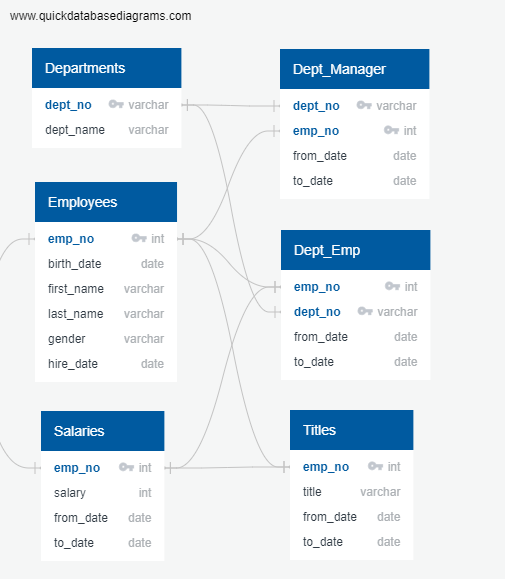 www.quickdatabasediagrams.com
Departments
dept_no varchar
dept_name varchar
Dept_Manager
dept_no varchar
emp_no int
from_date date
to_date date
Employees
emp_no int
birth_date date
first_name varchar
last_name varchar
gender varchar
hire_date date
Dept_Emp
emp_no int
dept_no varchar
from_date date
to_date date
Salaries
emp_no int
salary int
from_date date
to_date date
Titles
emp_no int
title varchar
from_date date
to_date date